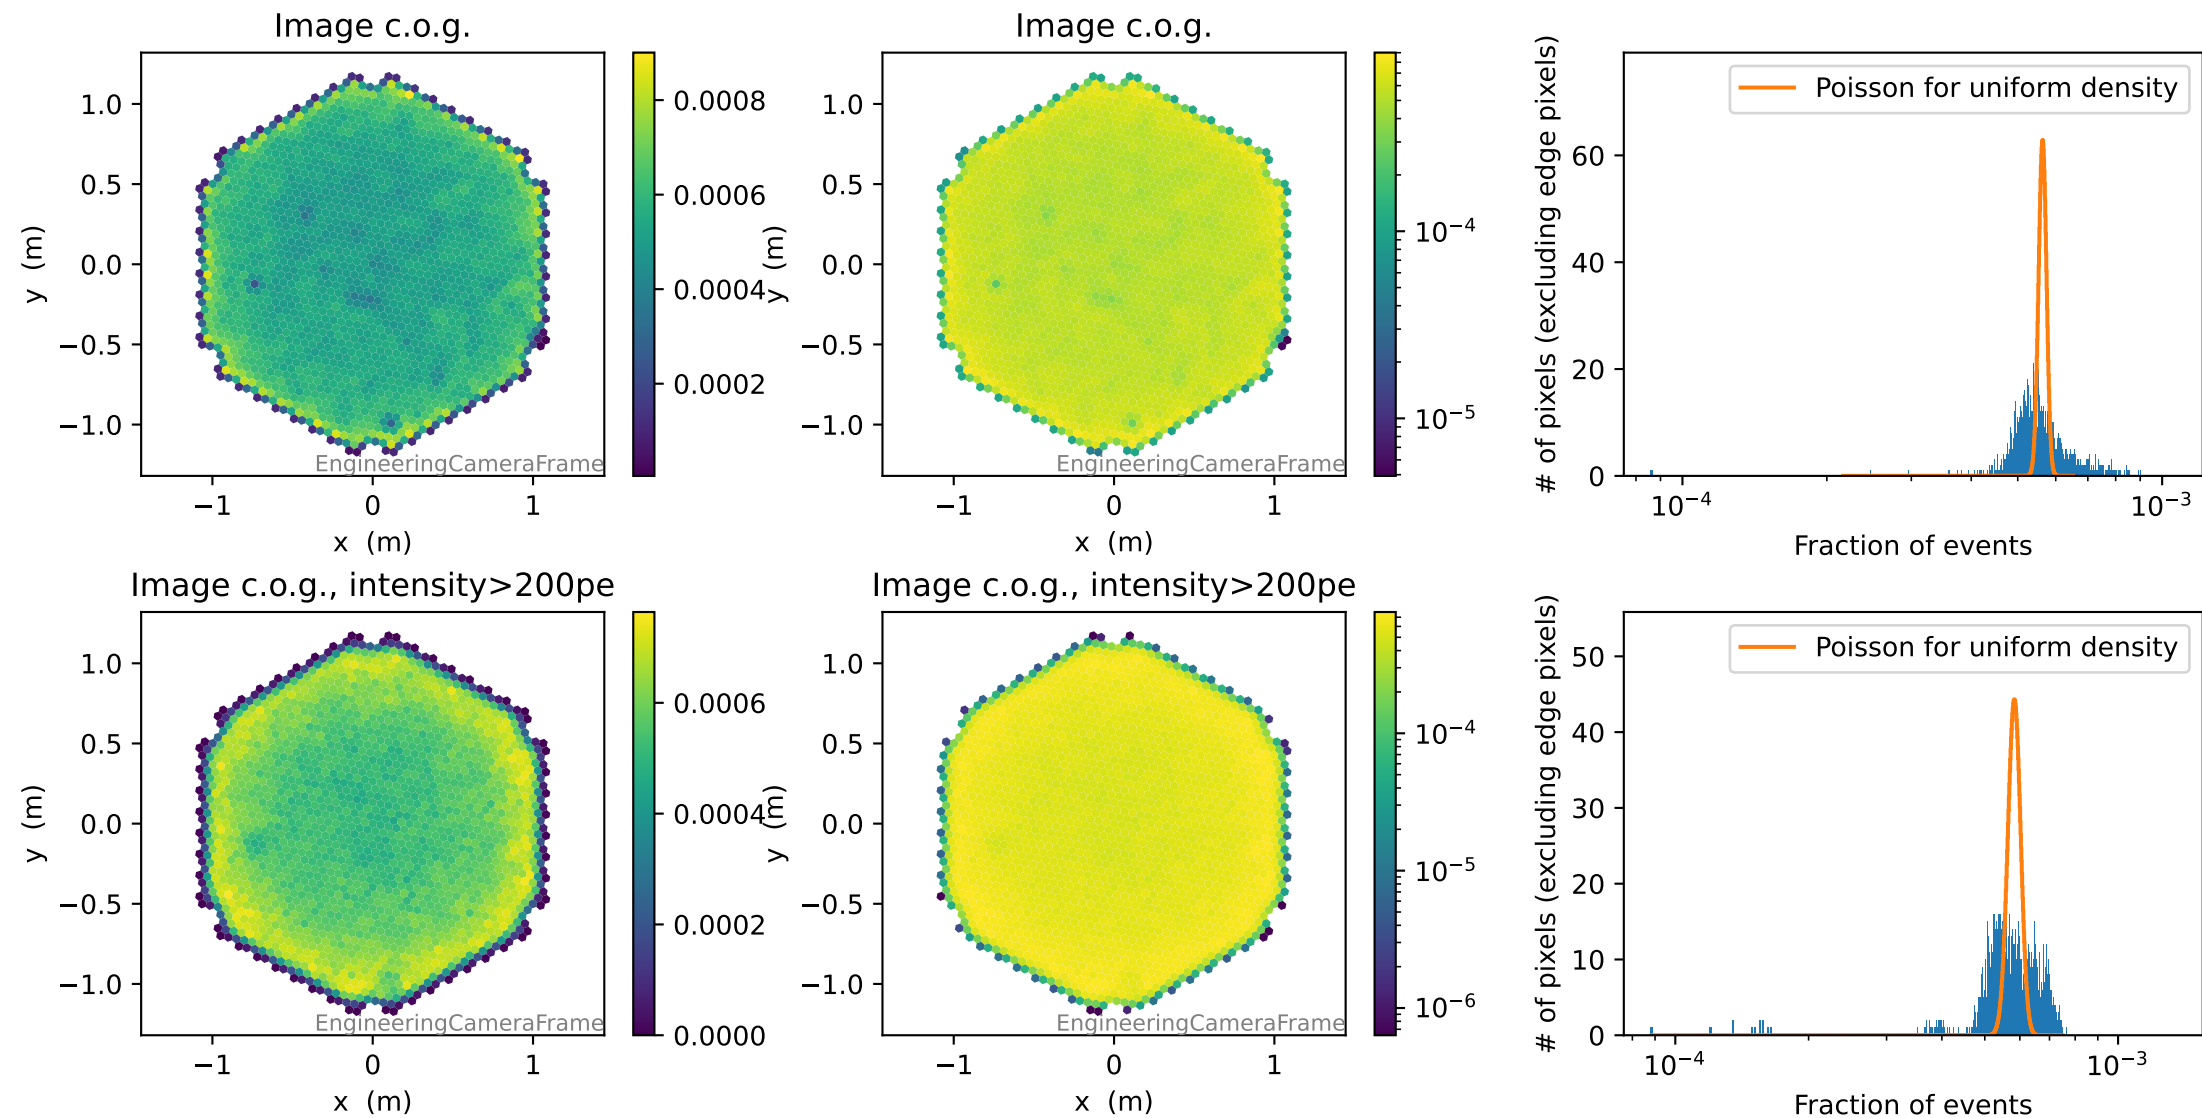 Image c.o.g.
1.0
0.5
0.0
−0.5
−1.0
y (m)
−1
0
1
x (m)
EngineeringCameraFrame
0.0008
0.0006
0.0004
0.0002
Image c.o.g.
1.0
0.5
0.0
−0.5
−1.0
y (m)
−1
0
1
x (m)
EngineeringCameraFrame
10⁻⁴
10⁻⁵
# of pixels (excluding edge pixels)
60
40
20
0
Poisson for uniform density
10⁻⁴
10⁻³
Fraction of events
Image c.o.g., intensity>200pe
1.0
0.5
0.0
−0.5
−1.0
y (m)
−1
0
1
x (m)
EngineeringCameraFrame
0.0006
0.0004
0.0002
0.0000
Image c.o.g., intensity>200pe
1.0
0.5
0.0
−0.5
−1.0
y (m)
−1
0
1
x (m)
EngineeringCameraFrame
10⁻⁴
10⁻⁵
10⁻⁶
# of pixels (excluding edge pixels)
50
40
30
20
10
0
Poisson for uniform density
10⁻⁴
10⁻³
Fraction of events